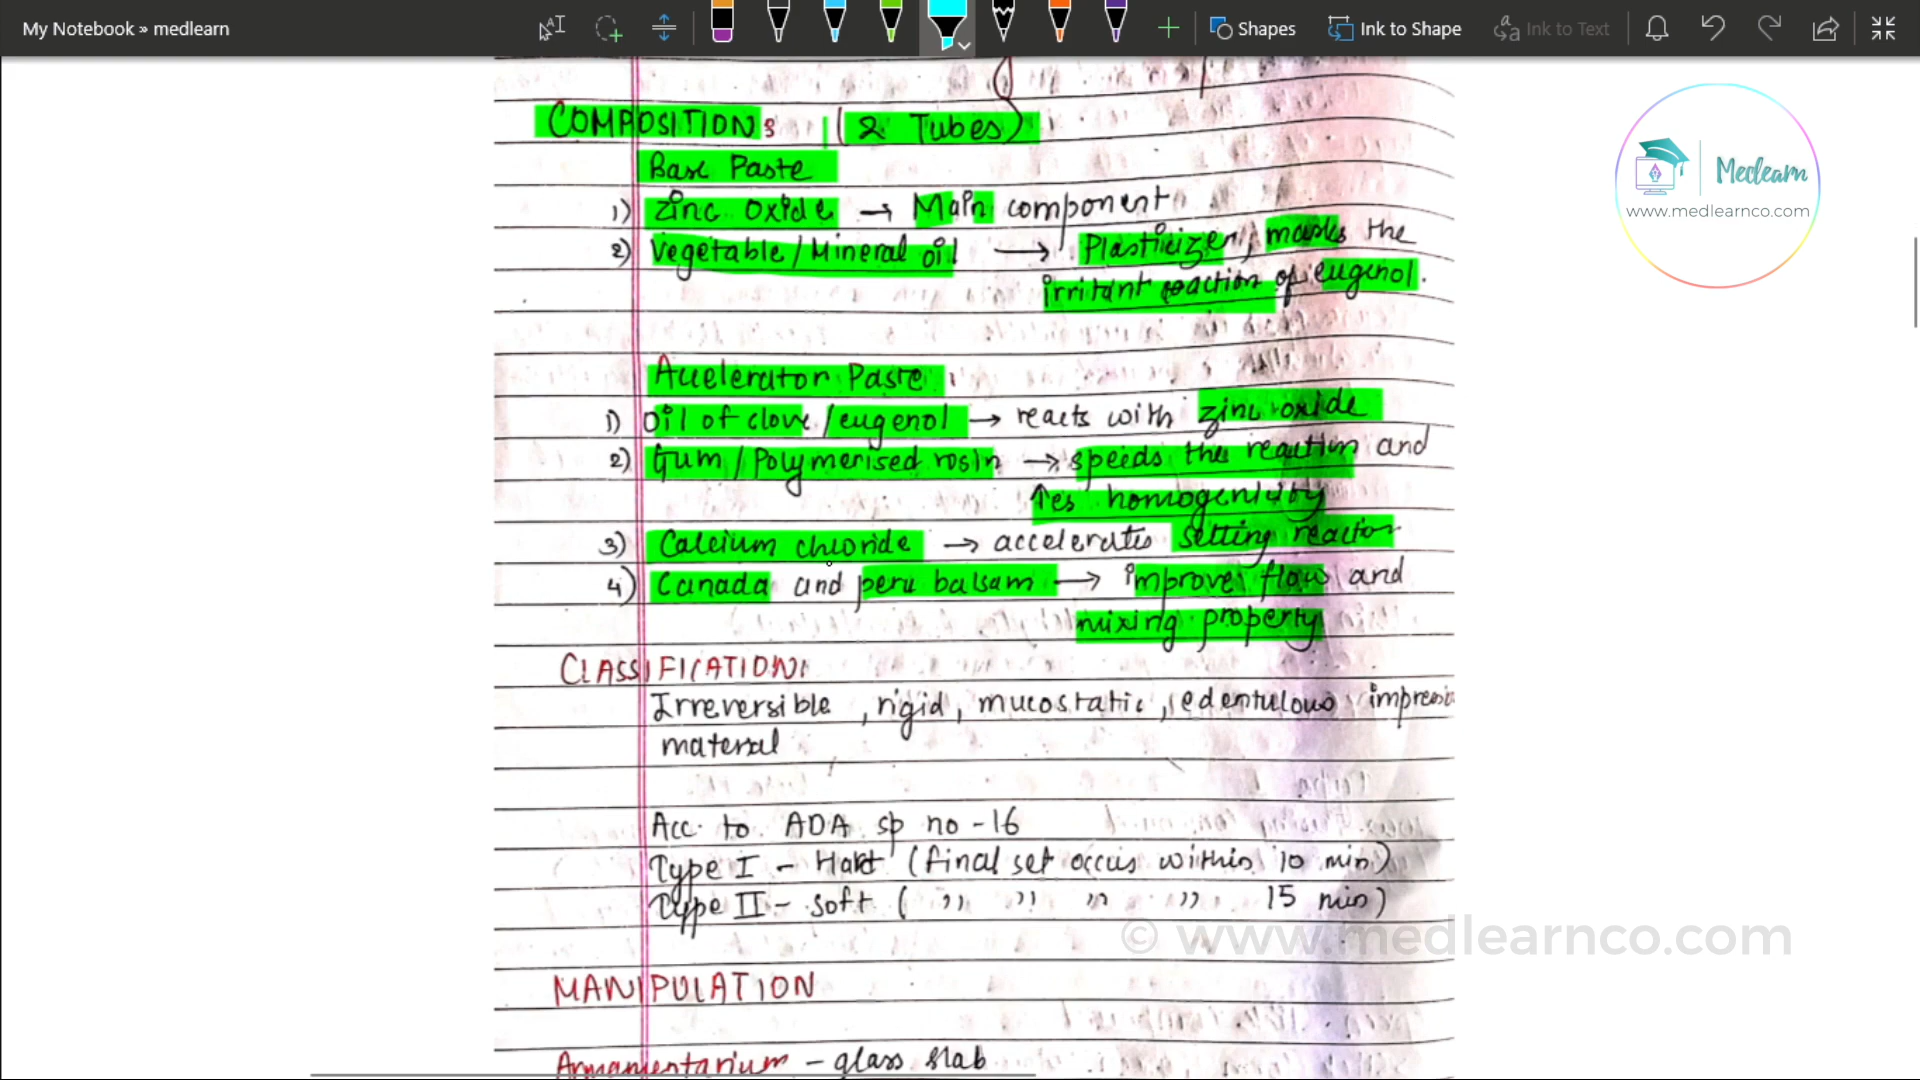 My Notebook » medlearn
Shapes
Ink to Shape
Ink to Text
Medlearn
www.medlearnco.com
COMPOSITION: (2 Tubes)
Base Paste
1) Zinc Oxide → Main component
2) Vegetable/Mineral oil → Plasticizer, masks the
irritant reaction of eugenol.
Accelerator Paste
1) Oil of clove /eugenol → reacts with zinc oxide
2) Gum /Polymerised rosin → speeds the reaction and
↑es homogenicity
3) Calcium chloride → accelerates setting reaction
4) Canada and peru balsam → improve flow and
mixing property
CLASSIFICATION:
Irreversible, rigid, mucostatic, edentulous
material
Acc. to ADA sp no - 16
Type I - Hard (final set occurs within 10 min)
Type II - soft ( ,, ,, ,, ,, 15 min)
© www.medlearnco.com
MANIPULATION
Armamentarium - glass slab